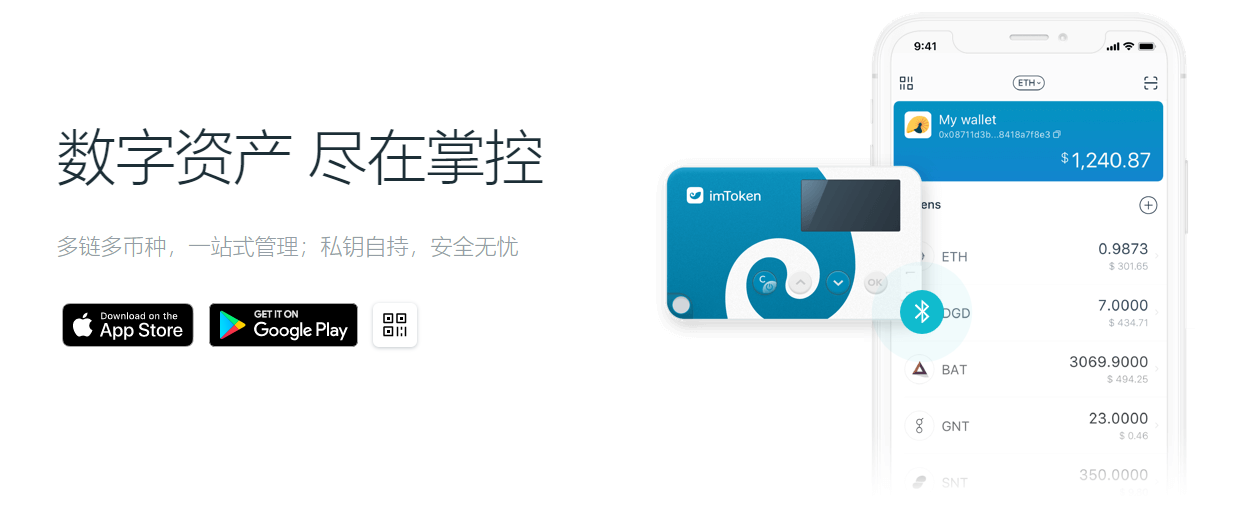 数字资产 尽在掌控
多链多币种，一站式管理；私钥自持，安全无忧
Download on the
App Store
GET IT ON
Google Play
imToken
C
OK
9:41
ETH
My wallet
0x08711d3b...8418a7f8e3
$1,240.87
ens
ETH
0.9873
$ 301.65
DGD
7.0000
$ 434.71
BAT
3069.9000
$ 494.25
GNT
23.0000
$ 0.46
SNT
350.0000